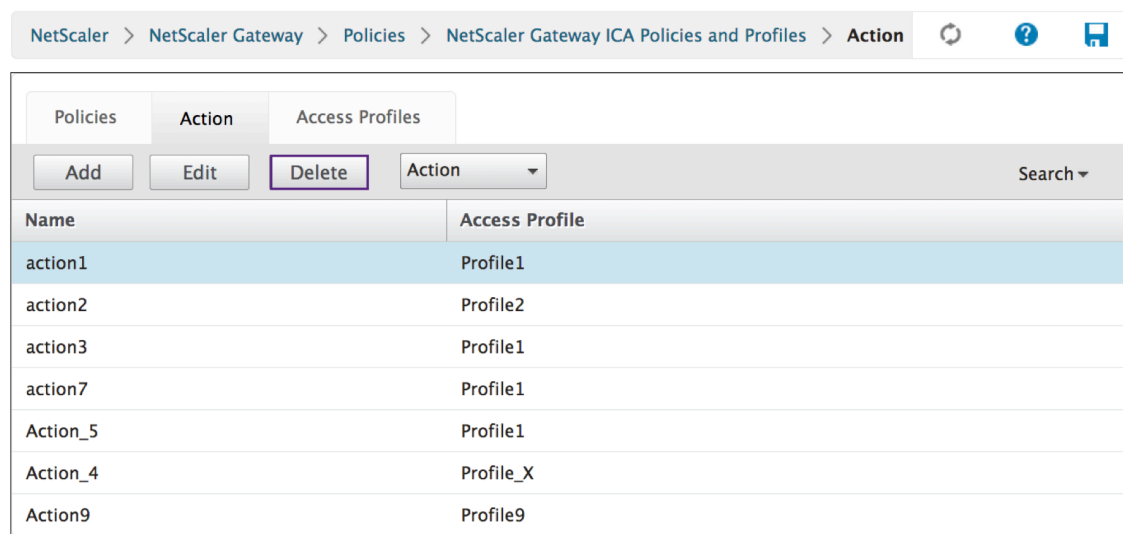 NetScaler > NetScaler Gateway > Policies > NetScaler Gateway ICA Policies and Profiles > Action ?
Policies Action Access Profiles
Add Edit Delete Action Search
Name Access Profile
action1 Profile1
action2 Profile2
action3 Profile1
action7 Profile1
Action_5 Profile1
Action_4 Profile_X
Action9 Profile9